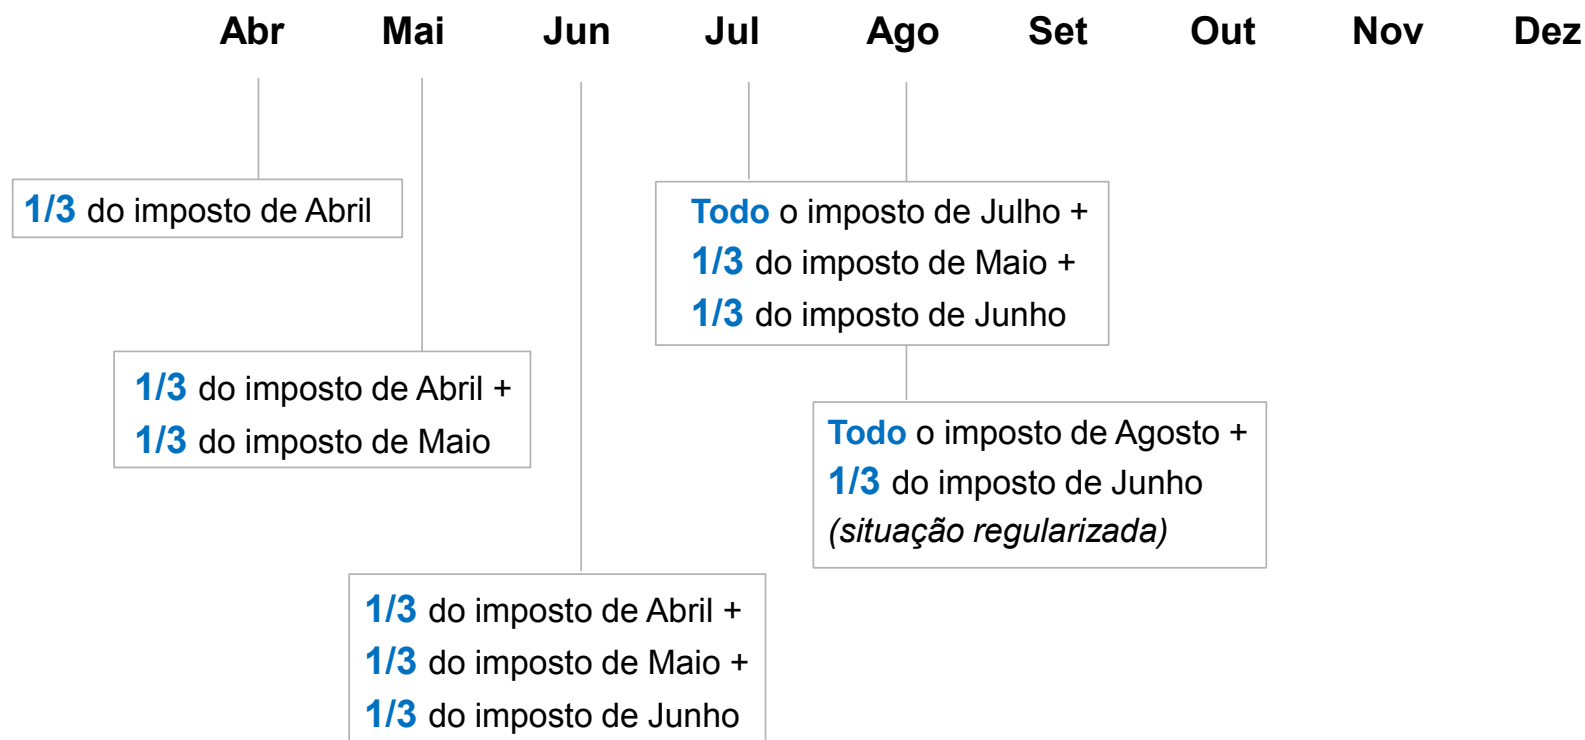 Abr Mai Jun Jul Ago Set Out Nov Dez
1/3 do imposto de Abril
1/3 do imposto de Abril +
1/3 do imposto de Maio
1/3 do imposto de Abril +
1/3 do imposto de Maio +
1/3 do imposto de Junho
Todo o imposto de Julho +
1/3 do imposto de Maio +
1/3 do imposto de Junho
Todo o imposto de Agosto +
1/3 do imposto de Junho
(situação regularizada)